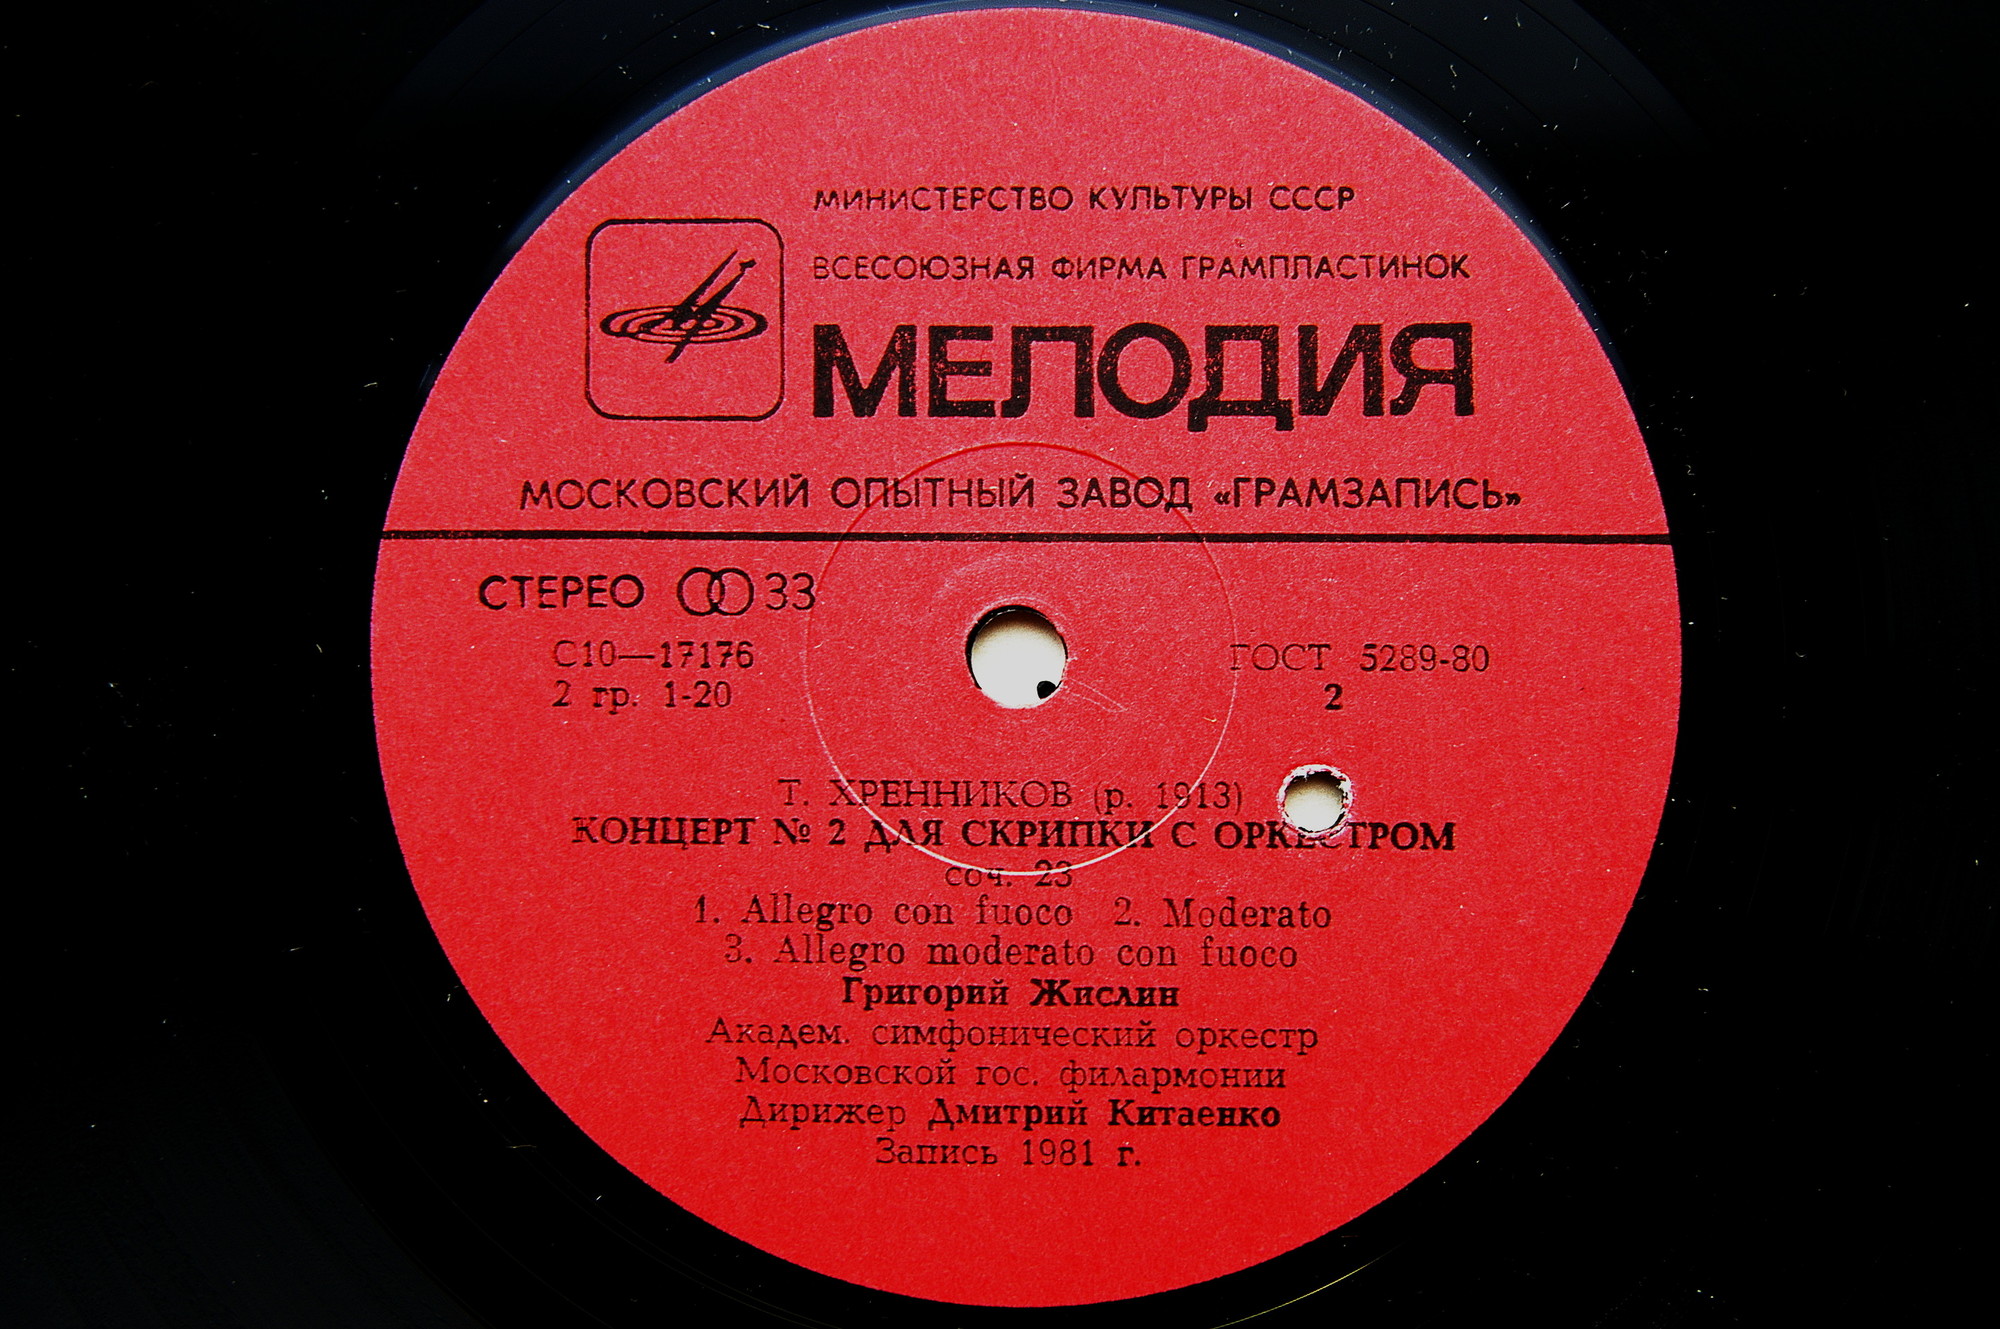 МИНИСТЕРСТВО КУЛЬТУРЫ СССР
ВСЕСОЮЗНАЯ ФИРМА ГРАМПЛАСТИНОК
МЕЛОДИЯ
МОСКОВСКИЙ ОПЫТНЫЙ ЗАВОД «ГРАМЗАПИСЬ»
СТЕРЕО 33
С10—17176
2 гр. 1-20
ГОСТ 5289-80
2
Т. ХРЕННИКОВ (р. 1913)
КОНЦЕРТ № 2 ДЛЯ СКРИПКИ С ОРКЕСТРОМ
соч. 23
1. Allegro con fuoco 2. Moderato
3. Allegro moderato con fuoco
Григорий Жислин
Академ. симфонический оркестр
Московской гос. филармонии
Дирижер Дмитрий Китаенко
Запись 1981 г.